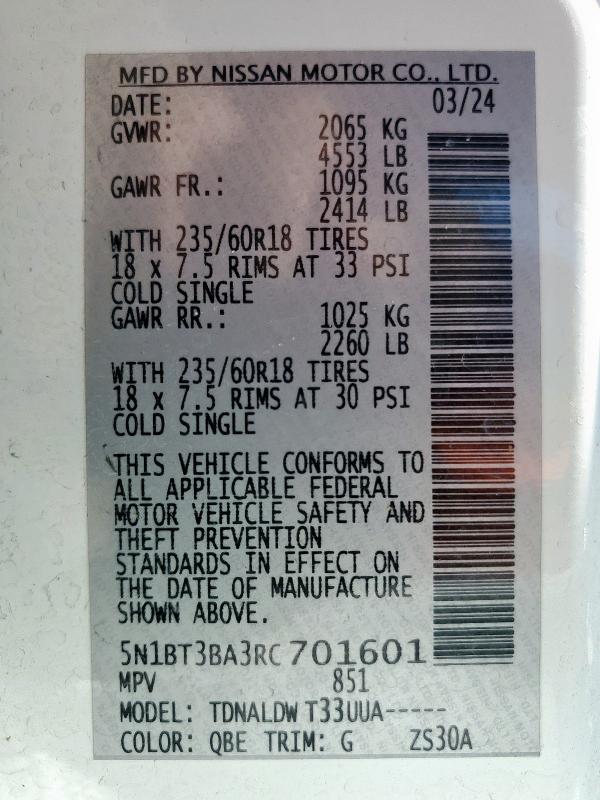 MFD BY NISSAN MOTOR CO., LTD.
DATE: 03/24
GVWR: 2065 KG
4553 LB
GAWR FR.: 1095 KG
2414 LB
WITH 235/60R18 TIRES
18 x 7.5 RIMS AT 33 PSI
COLD SINGLE
GAWR RR.: 1025 KG
2260 LB
WITH 235/60R18 TIRES
18 x 7.5 RIMS AT 30 PSI
COLD SINGLE
THIS VEHICLE CONFORMS TO
ALL APPLICABLE FEDERAL
MOTOR VEHICLE SAFETY AND
THEFT PREVENTION
STANDARDS IN EFFECT ON
THE DATE OF MANUFACTURE
SHOWN ABOVE.
5N1BT3BA3RC701601
MPV 851
MODEL: TDNALDW T33UUA-----
COLOR: QBE TRIM: G ZS30A